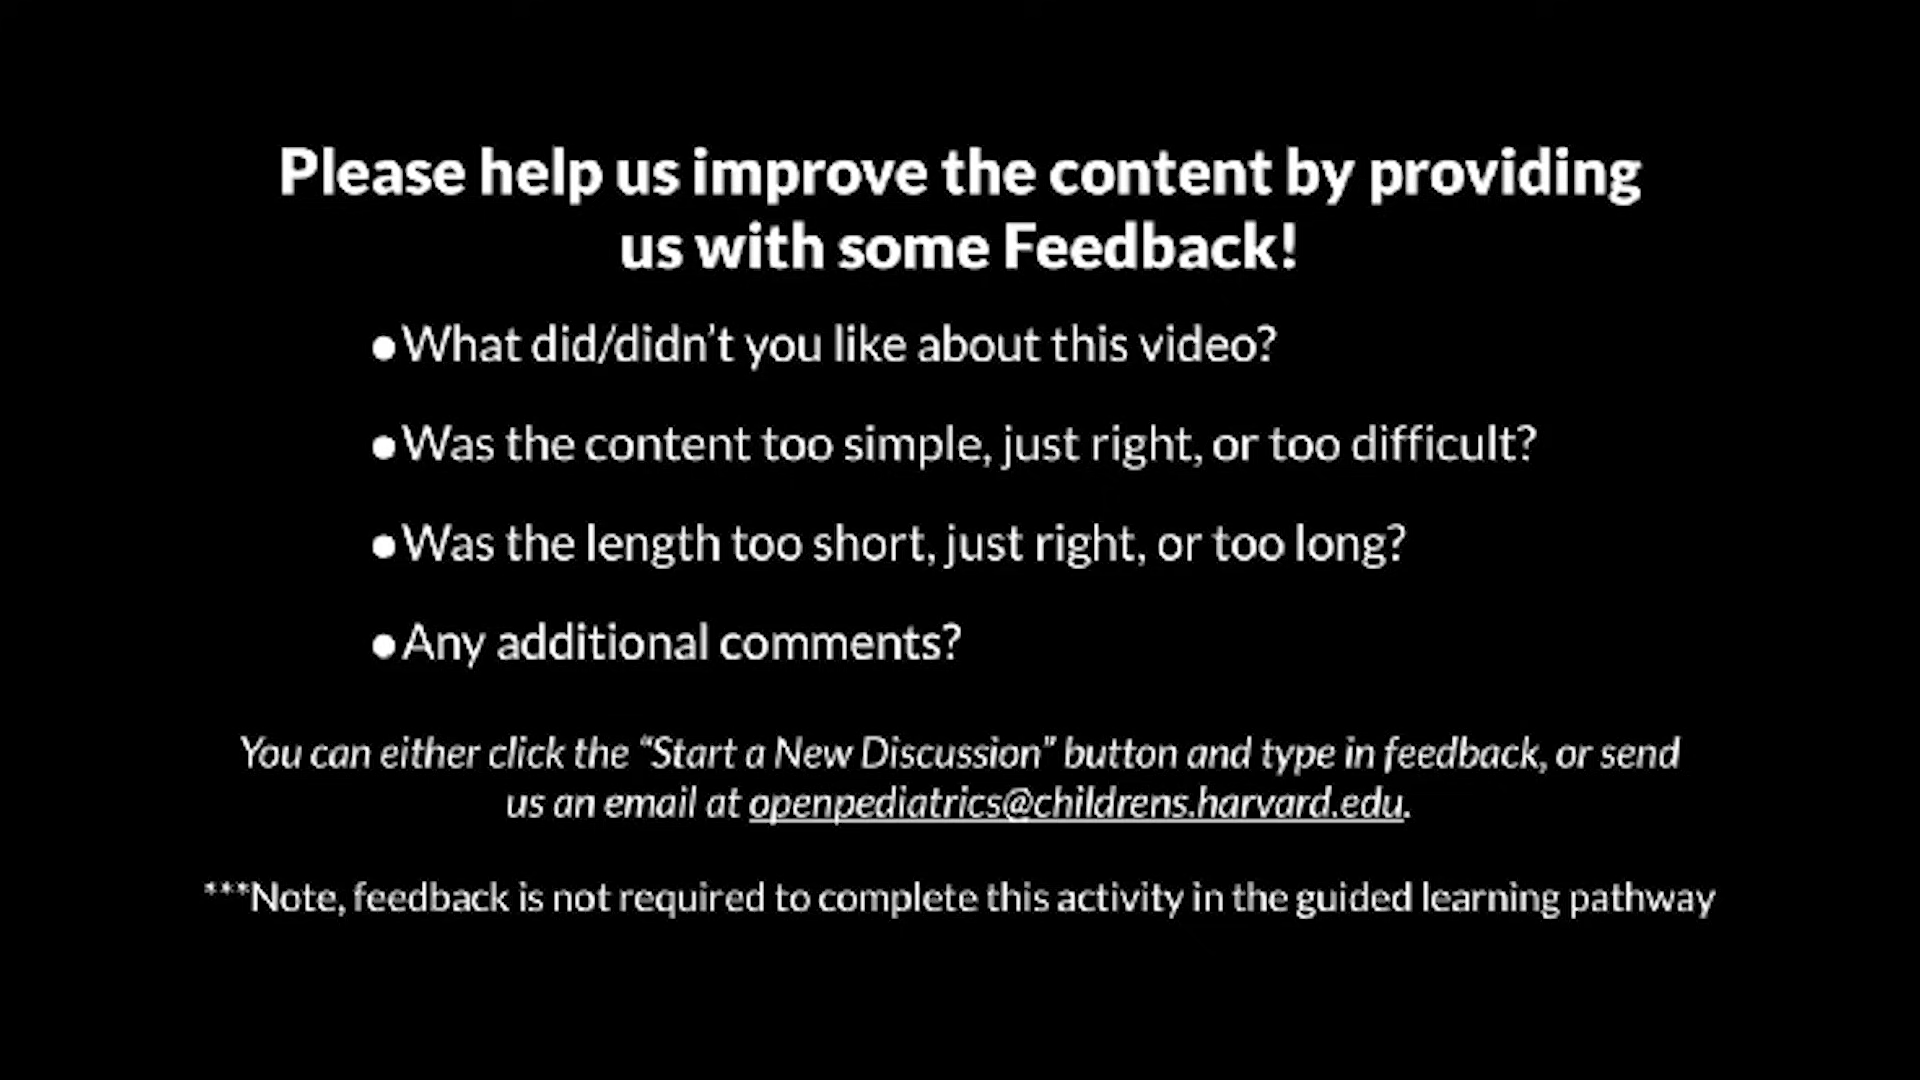 Please help us improve the content by providing
us with some Feedback!
●What did/didn’t you like about this video?
●Was the content too simple, just right, or too difficult?
●Was the length too short, just right, or too long?
●Any additional comments?
You can either click the “Start a New Discussion” button and type in feedback, or send
us an email at openpediatrics@childrens.harvard.edu.
***Note, feedback is not required to complete this activity in the guided learning pathway